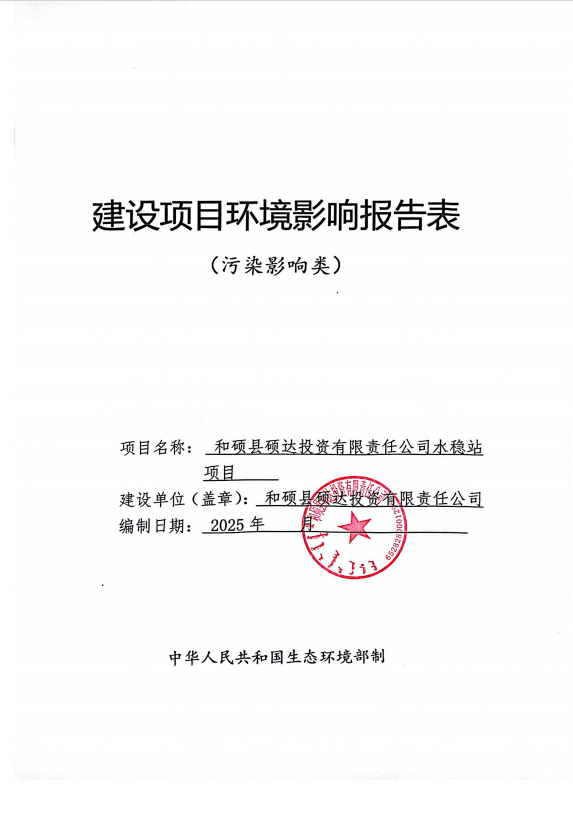 建设项目环境影响报告表
（污染影响类）
项目名称： 和硕县硕达投资有限责任公司水稳站
项目
建设单位（盖章）： 和硕县硕达投资有限责任公司
编制日期： 2025 年 月
中华人民共和国生态环境部制